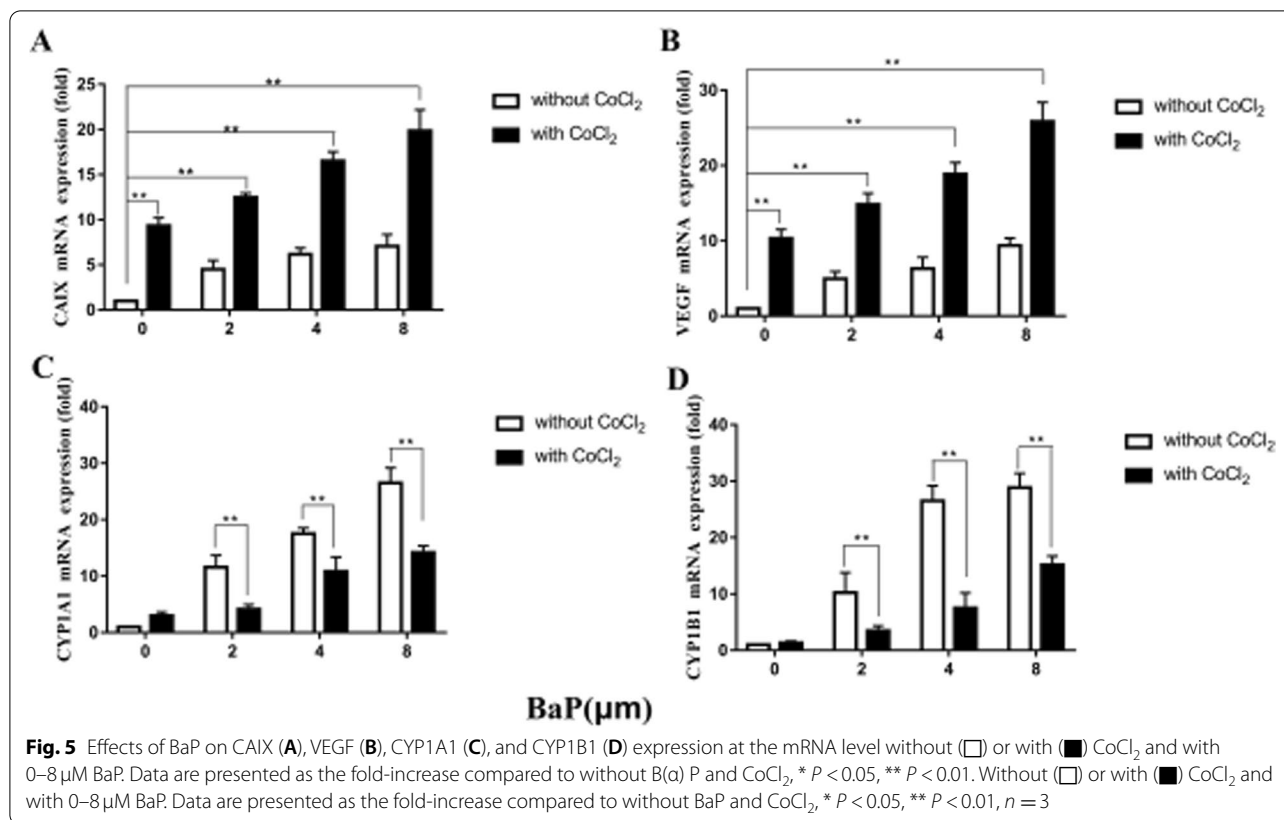 A
CAIX mRNA expression (fold)
25
20
15
10
5
0
**
**
**
**
0 2 4 8
without CoCl₂
with CoCl₂
B
VEGF mRNA expression (fold)
30
20
10
0
**
**
**
**
0 2 4 8
without CoCl₂
with CoCl₂
C
CYP1A1 mRNA expression (fold)
40
30
20
10
0
**
**
**
0 2 4 8
without CoCl₂
with CoCl₂
D
CYP1B1 mRNA expression (fold)
40
30
20
10
0
**
**
**
0 2 4 8
without CoCl₂
with CoCl₂
BaP(μm)
Fig. 5 Effects of BaP on CAIX (A), VEGF (B), CYP1A1 (C), and CYP1B1 (D) expression at the mRNA level without (□) or with (■) CoCl₂ and with
0–8 μM BaP. Data are presented as the fold-increase compared to without B(α) P and CoCl₂, * P < 0.05, ** P < 0.01. Without (□) or with (■) CoCl₂ and
with 0–8 μM BaP. Data are presented as the fold-increase compared to without BaP and CoCl₂, * P < 0.05, ** P < 0.01, n = 3